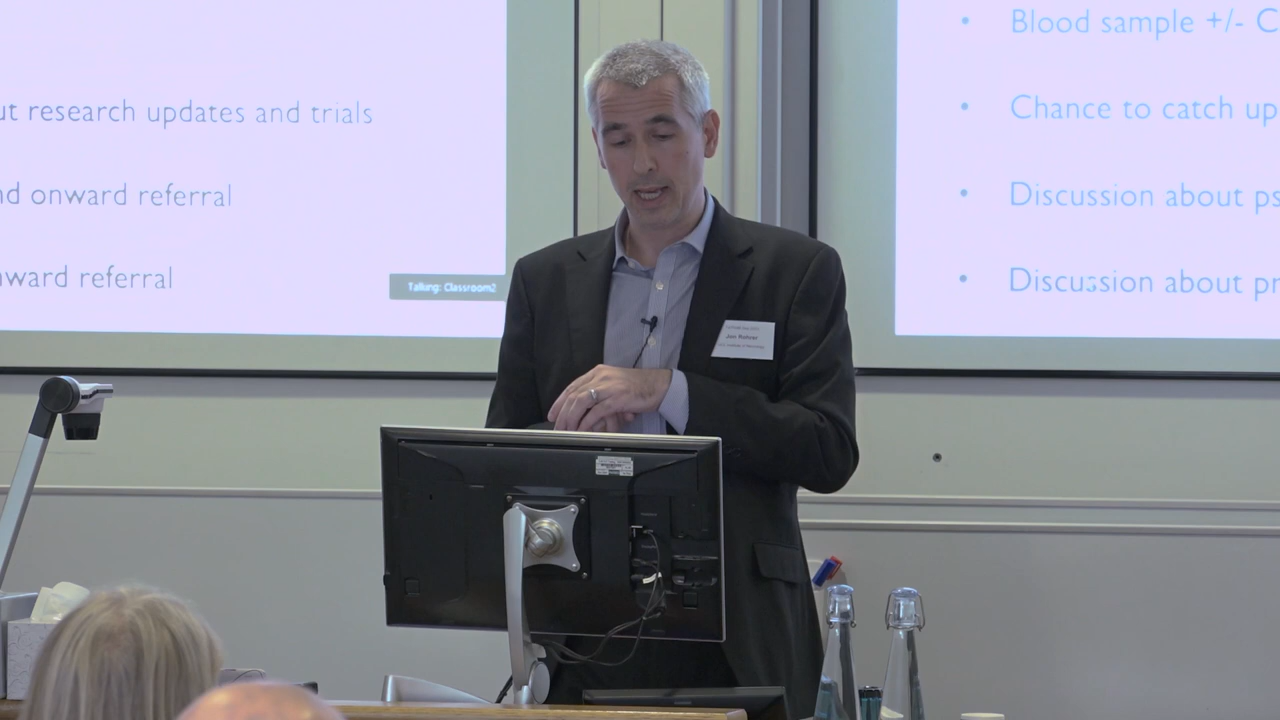 ut research updates and trials
nd onward referral
nward referral
Talking: Classroom2
Blood sample +/- C
Chance to catch up
Discussion about ps
Discussion about pr
Jon Rohrer